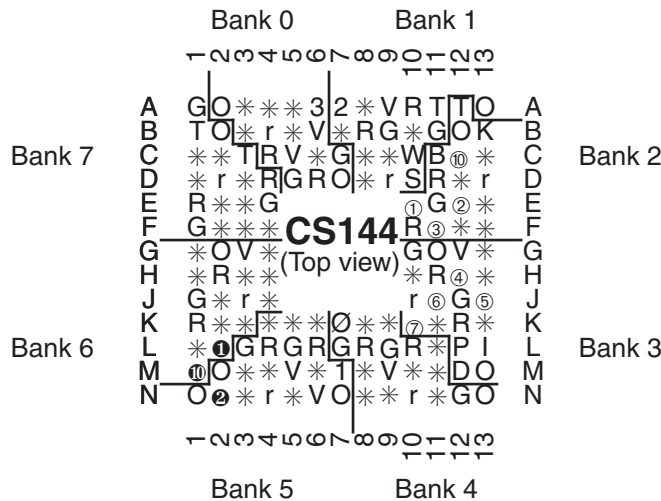 Bank 0 Bank 1
1 2 3 4 5 6 7 8 9 10 11 12 13
A G O ✳ ✳ ✳ 3 2 ✳ V R T T O A
B T O ✳ r ✳ V ✳ R G ✳ G O K B
Bank 7 C ✳ ✳ T R V ✳ G ✳ ✳ W B ⑩ ✳ C Bank 2
D ✳ r ✳ R G R O ✳ r S R ✳ r D
E R ✳ ✳ G ① G ② ✳ E
F G ✳ ✳ ✳ CS144 R ③ ✳ ✳ F
G ✳ O V ✳ (Top view) G O V ✳ G
H ✳ R ✳ ✳ ✳ R ④ ✳ H
J G ✳ r ✳ r ⑥ G ⑤ J
K R ✳ ✳ ✳ ✳ ✳ Ø ✳ ✳ ⑦ ✳ R ✳ K
Bank 6 L ✳ ❶ G R G R G R G R ✳ P I L Bank 3
M ❿ O ✳ ✳ V ✳ 1 ✳ V ✳ ✳ D O M
N O ❷ ✳ r ✳ V O ✳ ✳ r ✳ G O N
1 2 3 4 5 6 7 8 9 10 11 12 13
Bank 5 Bank 4